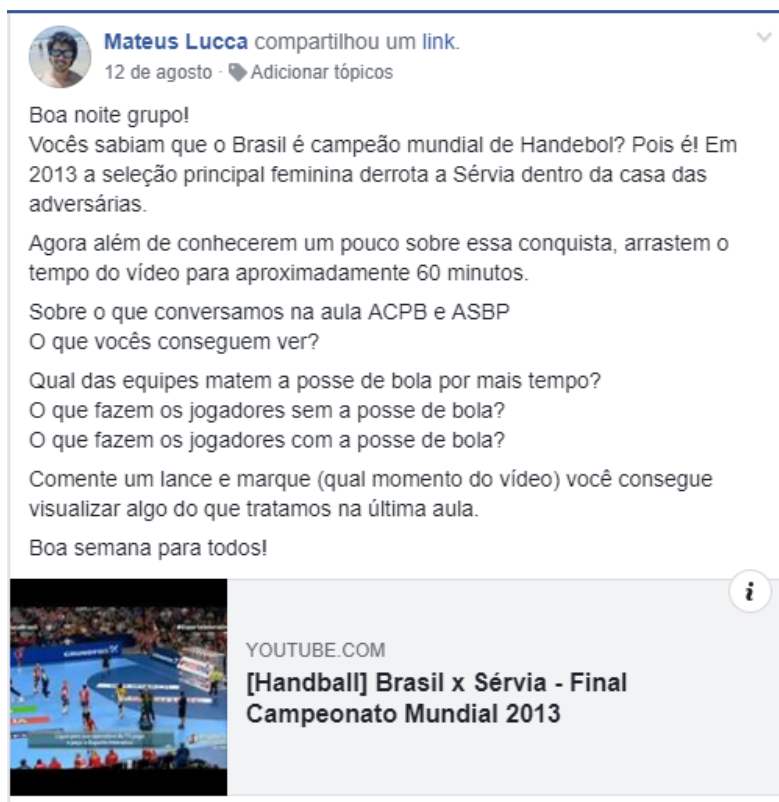 Mateus Lucca compartilhou um link.
12 de agosto · Adicionar tópicos
Boa noite grupo!
Vocês sabiam que o Brasil é campeão mundial de Handebol? Pois é! Em
2013 a seleção principal feminina derrota a Sérvia dentro da casa das
adversárias.
Agora além de conhecerem um pouco sobre essa conquista, arrastem o
tempo do vídeo para aproximadamente 60 minutos.
Sobre o que conversamos na aula ACPB e ASBP
O que vocês conseguem ver?
Qual das equipes matem a posse de bola por mais tempo?
O que fazem os jogadores sem a posse de bola?
O que fazem os jogadores com a posse de bola?
Comente um lance e marque (qual momento do vídeo) você consegue
visualizar algo do que tratamos na última aula.
Boa semana para todos!
GRUNDFOS
YOUTUBE.COM
[Handball] Brasil x Sérvia - Final
Campeonato Mundial 2013